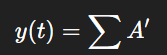 y(t) = ∑ A′